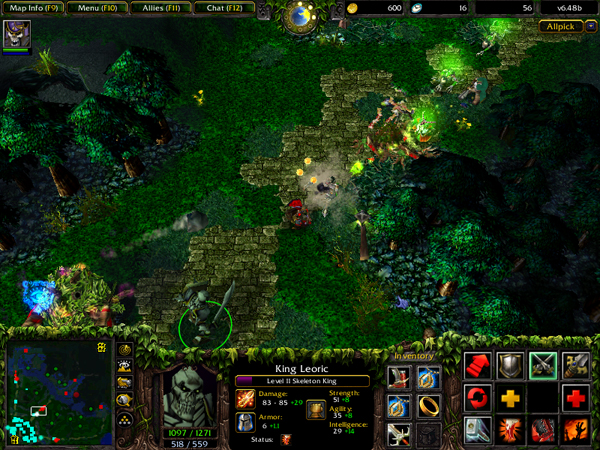 Map Info (F9) Menu (F10) Allies (F11) Chat (F12) 600 16 56 v6.48b
Allpick
King Leoric
Level 11 Skeleton King
Damage:
83 - 85 +29
Armor:
6 +13
Status:
Strength:
51 +8
Agility:
35 +8
Intelligence:
29 +14
1097 / 1271
518 / 559
Inventory